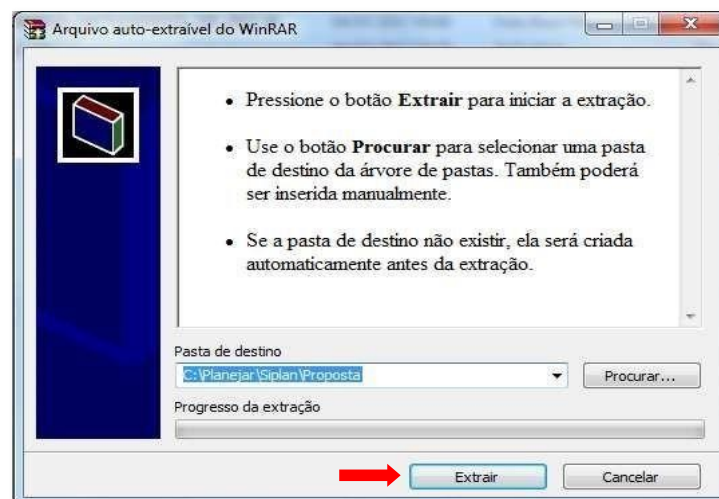 Arquivo auto-extraível do WinRAR
• Pressione o botão Extrair para iniciar a extração.
• Use o botão Procurar para selecionar uma pasta
de destino da árvore de pastas. Também poderá
ser inserida manualmente.
• Se a pasta de destino não existir, ela será criada
automaticamente antes da extração.
Pasta de destino
C:\Planejar\Siplan\Proposta
Procurar...
Progresso da extração
Extrair
Cancelar